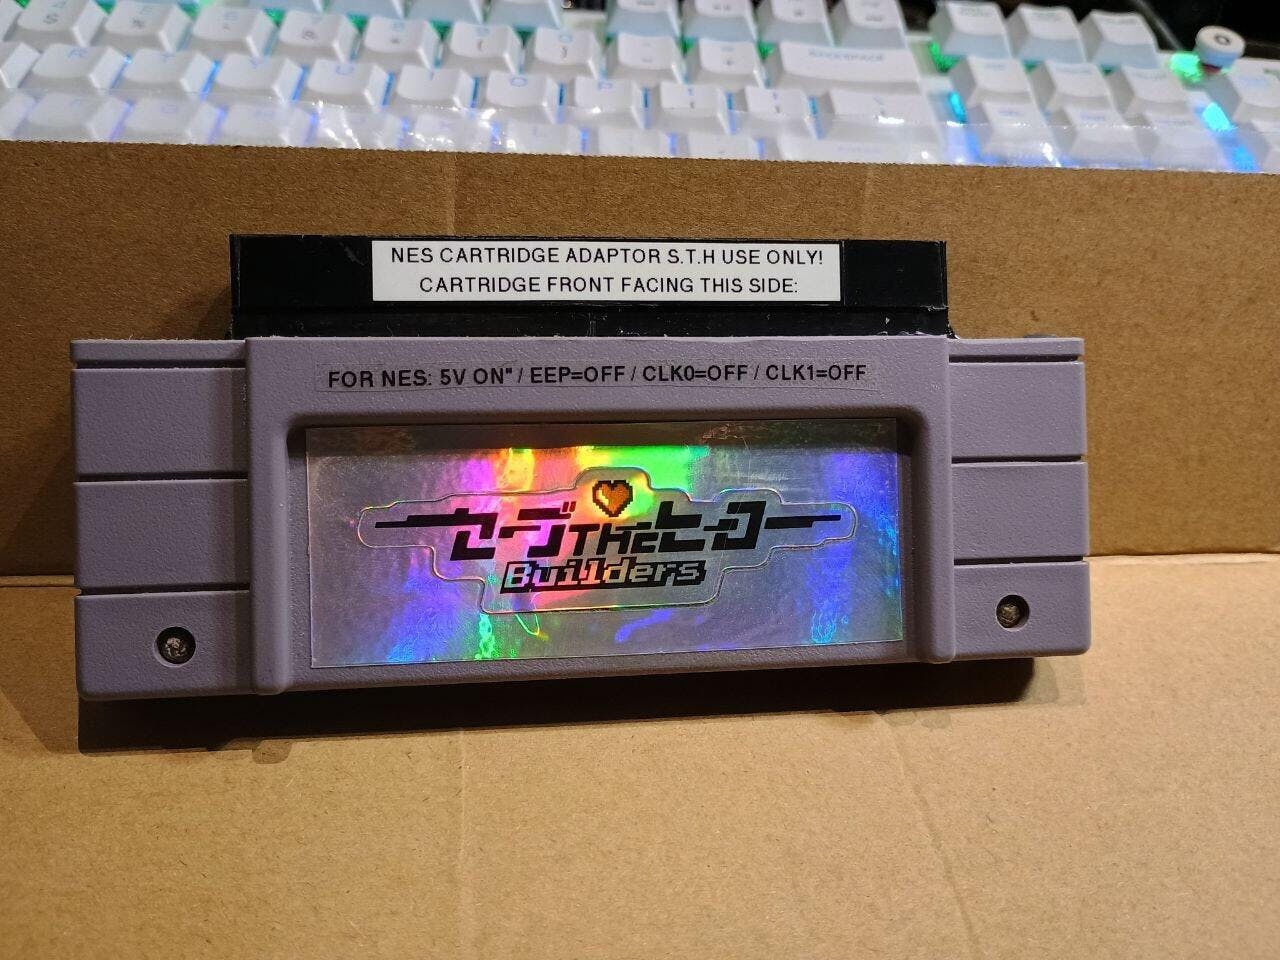 NES CARTRIDGE ADAPTOR S.T.H USE ONLY!
CARTRIDGE FRONT FACING THIS SIDE:
FOR NES: 5V ON" / EEP=OFF / CLK0=OFF / CLK1=OFF
セーブTHEヒーロー
Builders